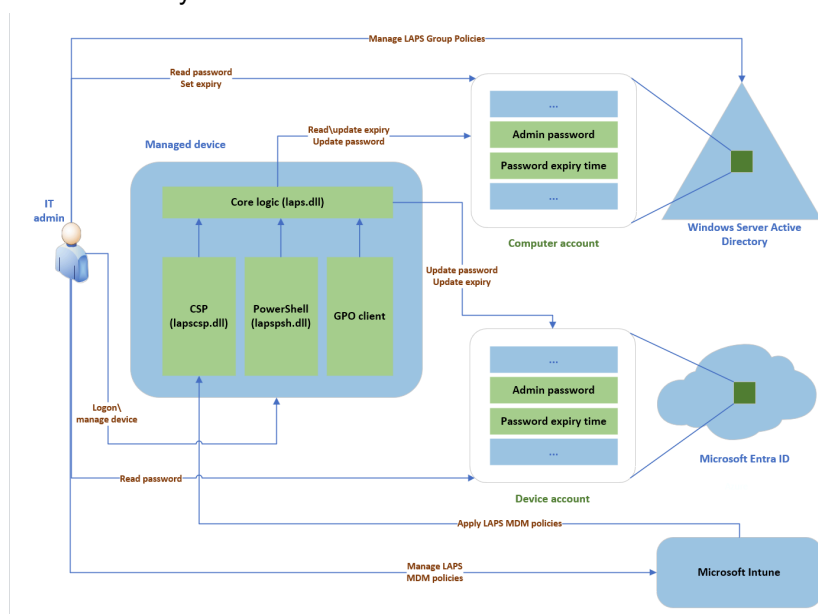 Manage LAPS Group Policies
Read password
Set expiry
...
Admin password
Password expiry time
...
Computer account
Windows Server Active
Directory
Managed device
Read\update expiry
Update password
Core logic (laps.dll)
IT
admin
CSP
(lapscsp.dll)
PowerShell
(lapspsh.dll)
GPO client
Update password
Update expiry
...
Admin password
Password expiry time
...
Device account
Microsoft Entra ID
Logon\
manage device
Read password
Apply LAPS MDM policies
Manage LAPS
MDM policies
Microsoft Intune